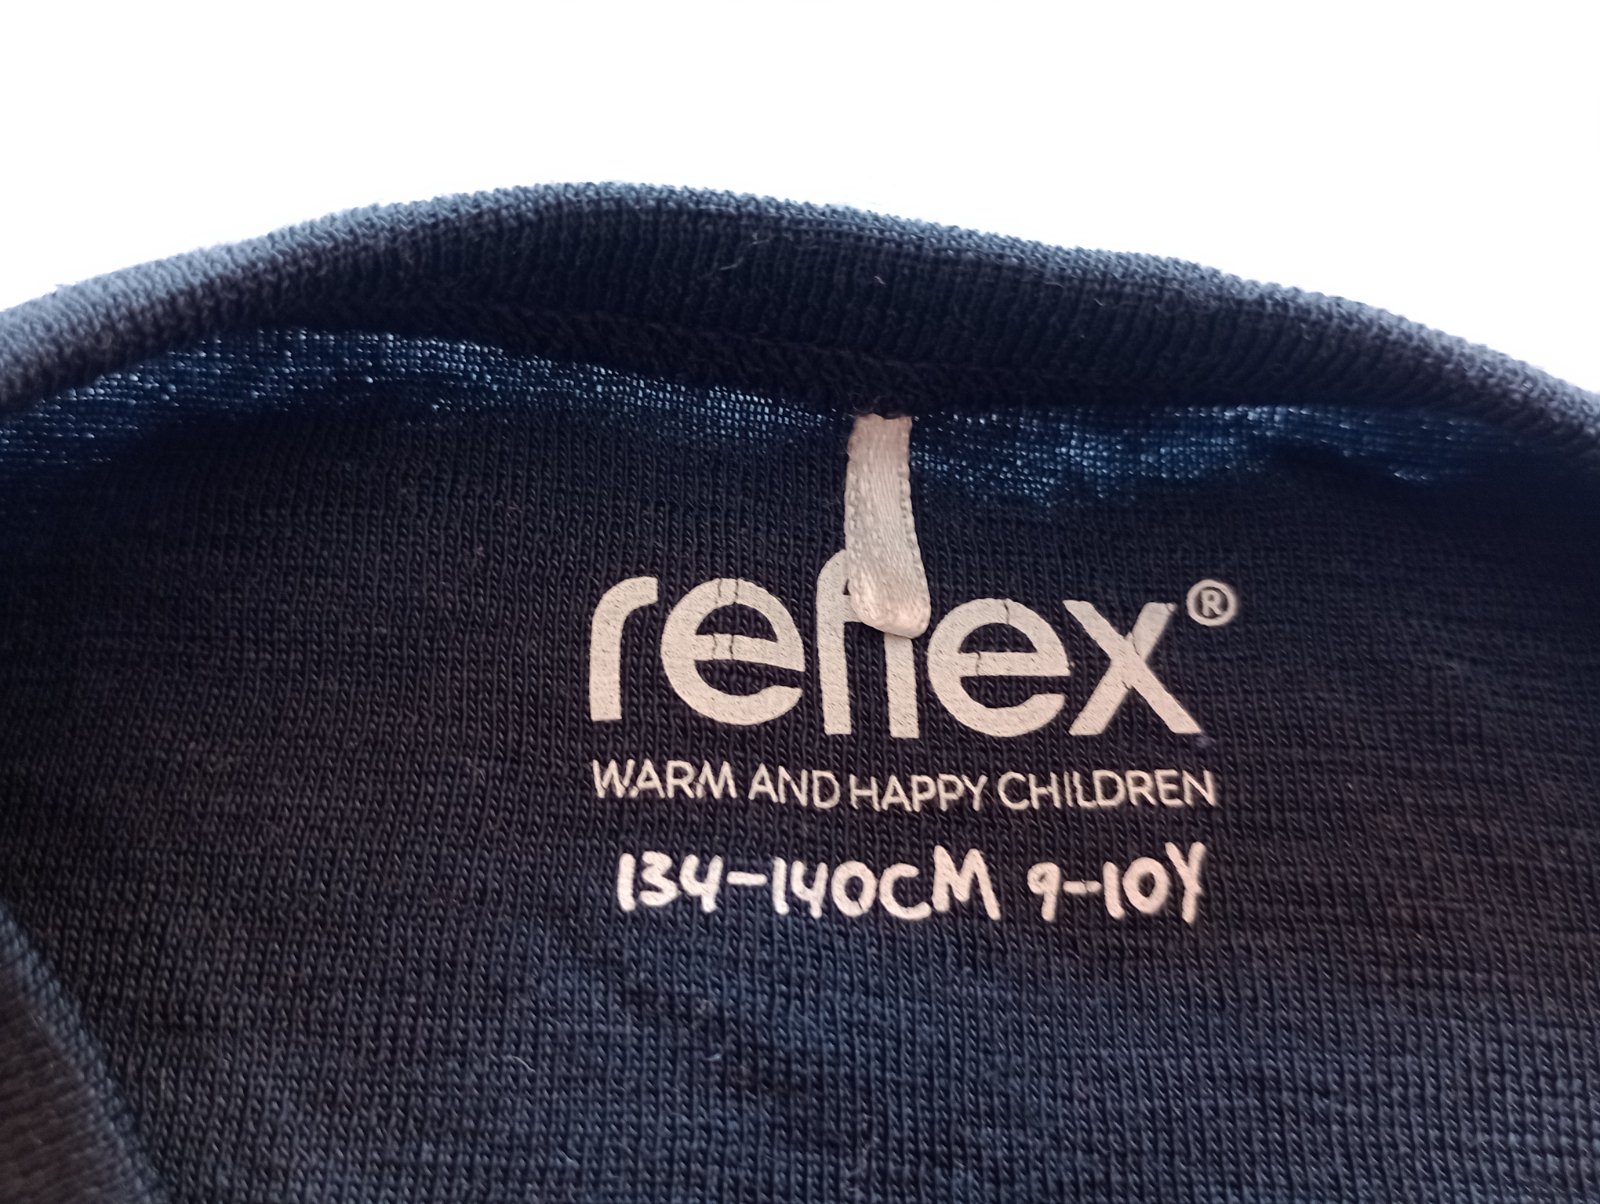 reflex®
WARM AND HAPPY CHILDREN
134-140CM 9-10Y